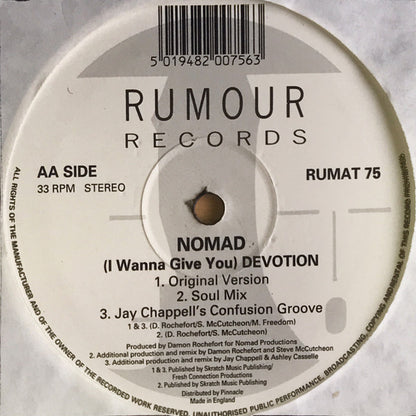 5 019482 007563
RUMOUR
RECORDS
AA SIDE
33 RPM STEREO
RUMAT 75
NOMAD
(I Wanna Give You) DEVOTION
1. Original Version
2. Soul Mix
3. Jay Chappell's Confusion Groove
1 & 3. (D. Rochefort/S. McCutcheon/M. Freedom)
2. (D. Rochefort/S. McCutcheon)
Produced by Damon Rochefort for Nomad Productions
2. Additional production and remix by Damon Rochefort and Steve McCutcheon
3. Additional production and remix by Jay Chappell & Ashley Casselle
1 & 3. Published by Skratch Music Publishing/
Fresh Connection Productions
2. Published by Skratch Music Publishing
Distributed by Pinnacle
Made in England
ALL RIGHTS OF THE MANUFACTURER AND OF THE OWNER OF THE RECORDED WORK RESERVED. UNAUTHORISED PUBLIC PERFORMANCE, BROADCASTING, COPYING AND RENTAL OF THIS RECORD PROHIBITED.